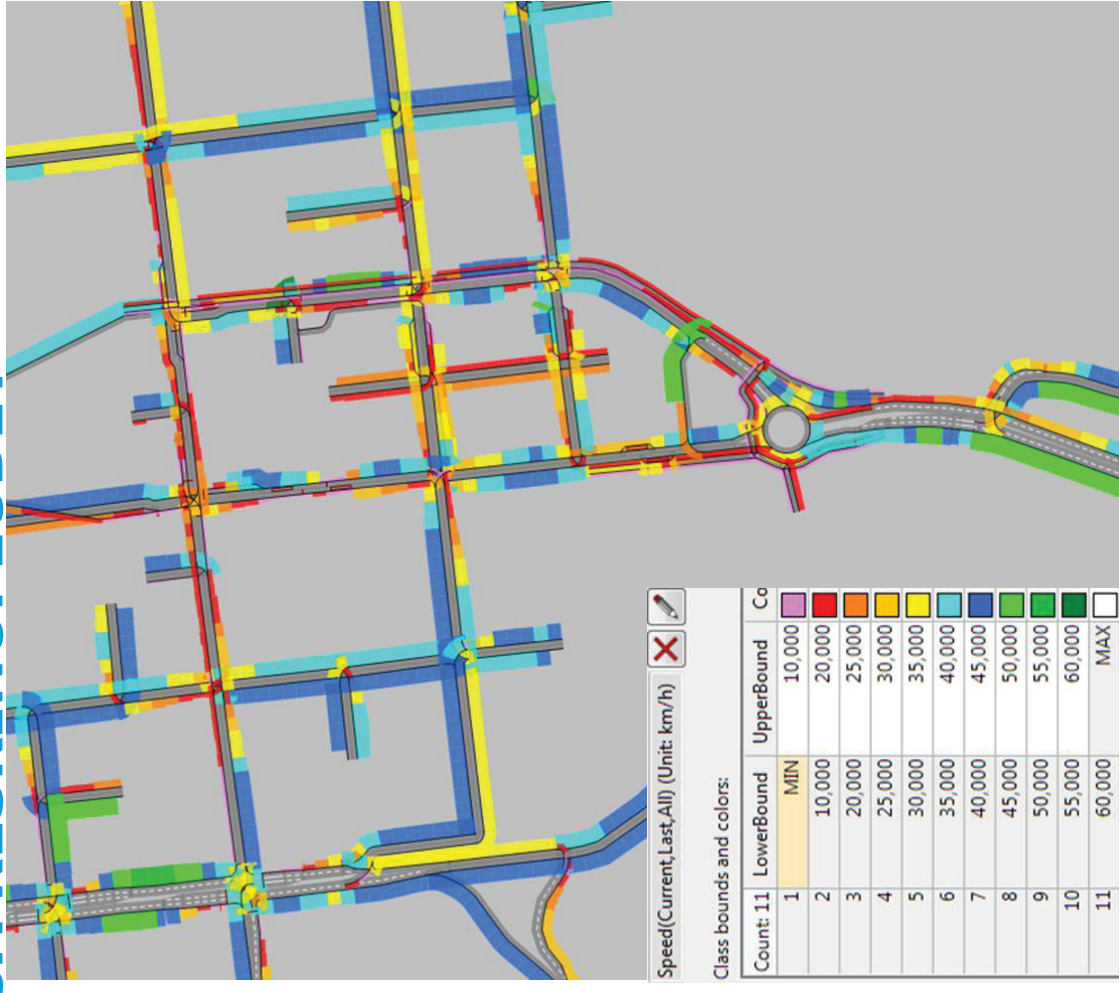 Speed(Current,Last,All) (Unit: km/h)
Class bounds and colors:
Count: 11 LowerBound UpperBound Co
1 MIN 10,000
2 10,000 20,000
3 20,000 25,000
4 25,000 30,000
5 30,000 35,000
6 35,000 40,000
7 40,000 45,000
8 45,000 50,000
9 50,000 55,000
10 55,000 60,000
11 60,000 MAX